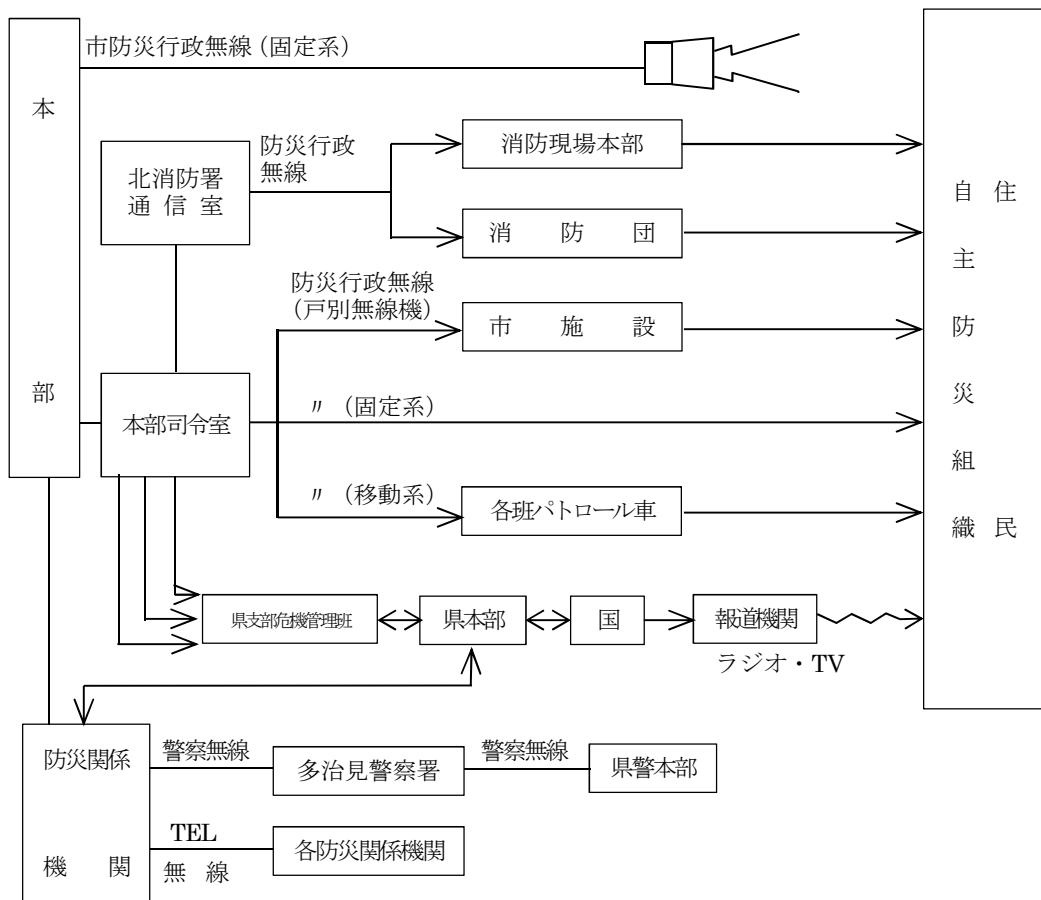 市防災行政無線(固定系)
本部
北消防署
通信室
防災行政
無線
消防現場本部
消防団
防災行政無線
(戸別無線機)
市施設
本部司令室
〃(固定系)
〃(移動系)
各班パトロール車
自主防災組織
住民
県支部危機管理班
県本部
国
報道機関
ラジオ・TV
防災関係
機関
警察無線
多治見警察署
警察無線
県警本部
TEL
無線
各防災関係機関